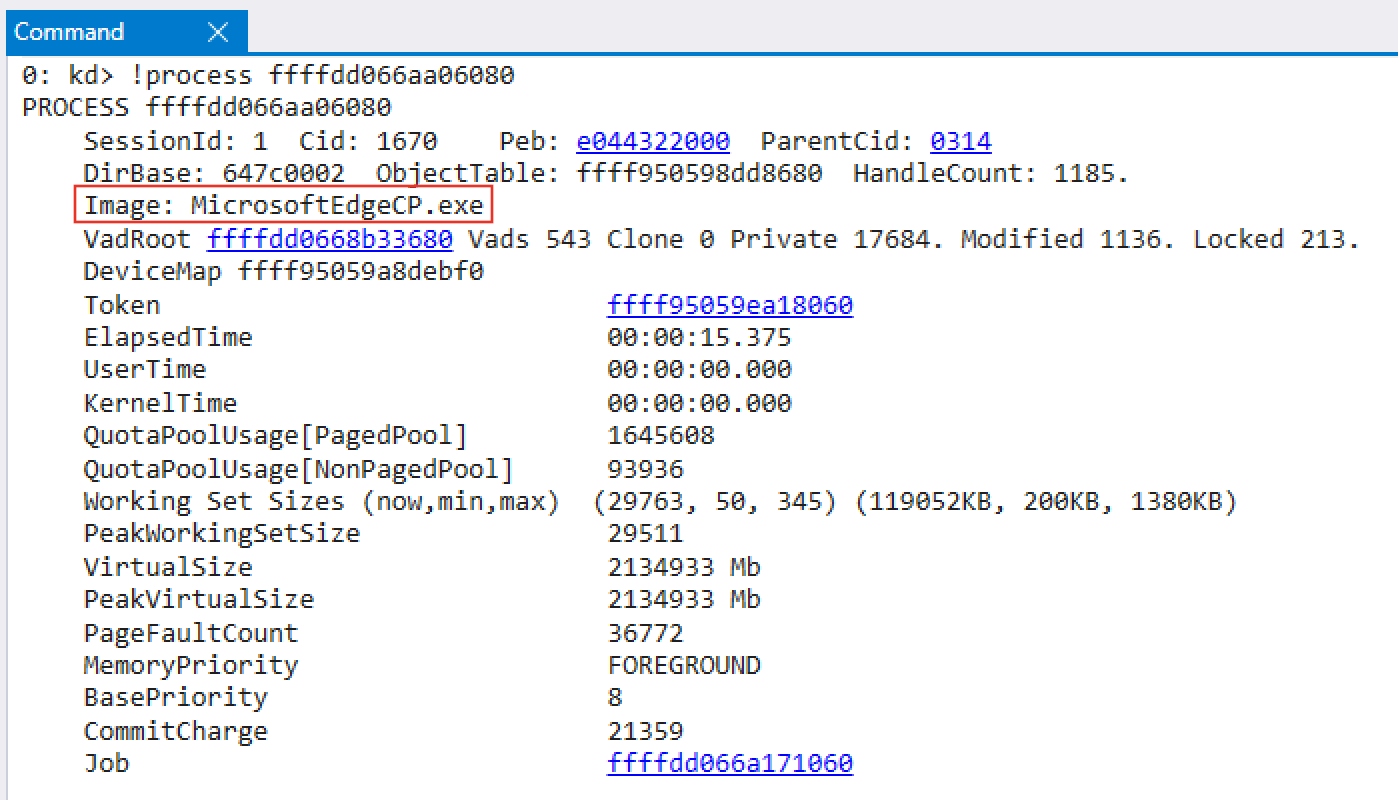 Command
0: kd> !process ffffdd066aa06080
PROCESS ffffdd066aa06080
SessionId: 1  Cid: 1670    Peb: e044322000  ParentCid: 0314
DirBase: 647c0002  ObjectTable: ffff950598dd8680  HandleCount: 1185.
Image: MicrosoftEdgeCP.exe
VadRoot ffffdd0668b33680 Vads 543 Clone 0 Private 17684. Modified 1136. Locked 213.
DeviceMap ffff95059a8debf0
Token ffff95059ea18060
ElapsedTime 00:00:15.375
UserTime 00:00:00.000
KernelTime 00:00:00.000
QuotaPoolUsage[PagedPool] 1645608
QuotaPoolUsage[NonPagedPool] 93936
Working Set Sizes (now,min,max)  (29763, 50, 345) (119052KB, 200KB, 1380KB)
PeakWorkingSetSize 29511
VirtualSize 2134933 Mb
PeakVirtualSize 2134933 Mb
PageFaultCount 36772
MemoryPriority FOREGROUND
BasePriority 8
CommitCharge 21359
Job ffffdd066a171060